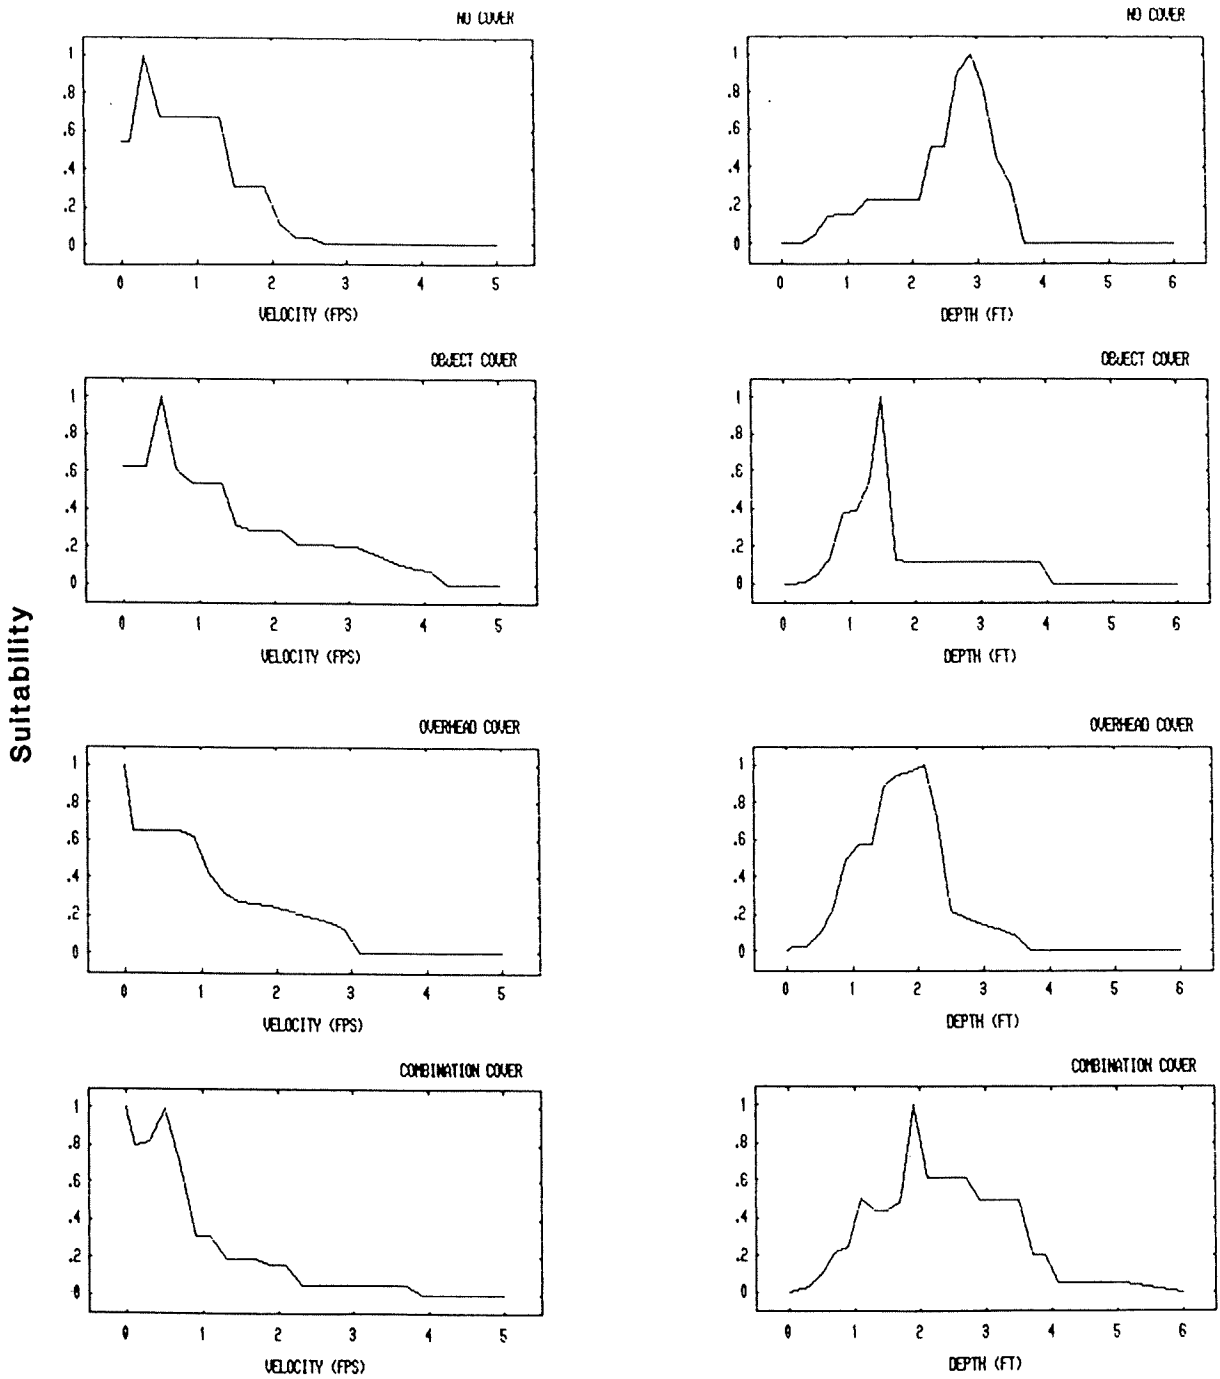 NO COVER
1
.8
.6
.4
.2
0
0 1 2 3 4 5
VELOCITY (FPS)
NO COVER
1
.8
.6
.4
.2
0
0 1 2 3 4 5 6
DEPTH (FT)
OBJECT COVER
1
.8
.6
.4
.2
0
0 1 2 3 4 5
VELOCITY (FPS)
OBJECT COVER
1
.8
.6
.4
.2
0
0 1 2 3 4 5 6
DEPTH (FT)
Suitability
OVERHEAD COVER
1
.8
.6
.4
.2
0
0 1 2 3 4 5
VELOCITY (FPS)
OVERHEAD COVER
1
.8
.6
.4
.2
0
0 1 2 3 4 5 6
DEPTH (FT)
COMBINATION COVER
1
.8
.6
.4
.2
0
0 1 2 3 4 5
VELOCITY (FPS)
COMBINATION COVER
1
.8
.6
.4
.2
0
0 1 2 3 4 5 6
DEPTH (FT)